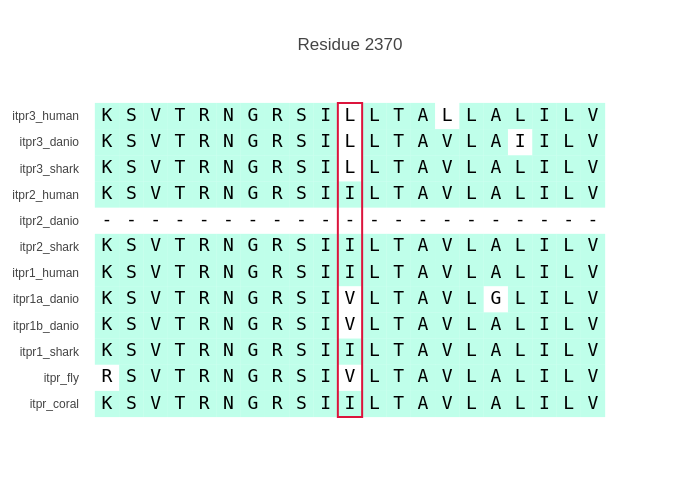 Residue 2370
itpr3_human K S V T R N G R S I L L T A L L A L I L V
itpr3_danio K S V T R N G R S I L L T A V L A I I L V
itpr3_shark K S V T R N G R S I L L T A V L A L I L V
itpr2_human K S V T R N G R S I I L T A V L A L I L V
itpr2_danio - - - - - - - - - - - - - - - - - - - - -
itpr2_shark K S V T R N G R S I I L T A V L A L I L V
itpr1_human K S V T R N G R S I I L T A V L A L I L V
itpr1a_danio K S V T R N G R S I V L T A V L G L I L V
itpr1b_danio K S V T R N G R S I V L T A V L A L I L V
itpr1_shark K S V T R N G R S I I L T A V L A L I L V
itpr_fly R S V T R N G R S I V L T A V L A L I L V
itpr_coral K S V T R N G R S I I L T A V L A L I L V